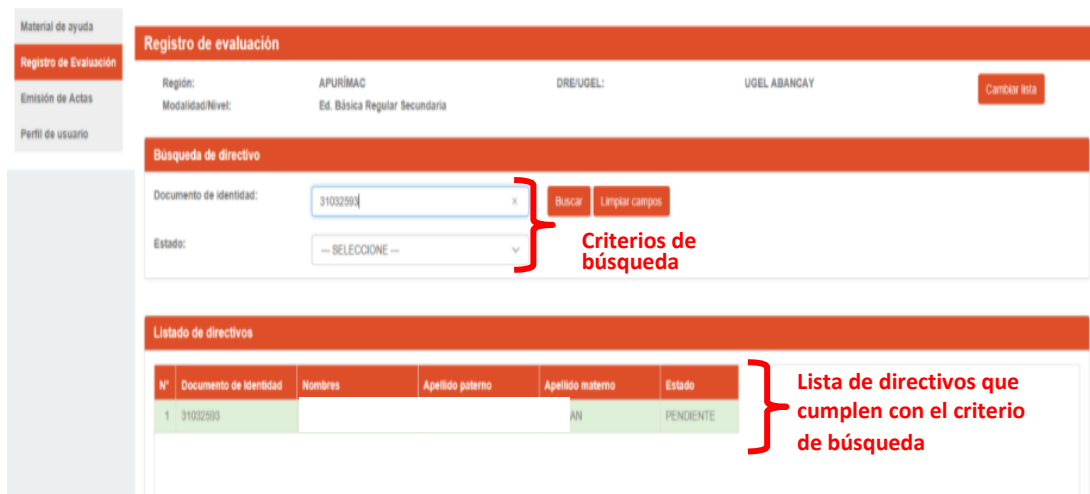 Material de ayuda
Registro de Evaluación
Emisión de Actas
Perfil de usuario
Registro de evaluación
Región: APURÍMAC DRE/UGEL: UGEL ABANCAY Cambiar lista
Modalidad/Nivel: Ed. Básica Regular Secundaria
Búsqueda de directivo
Documento de identidad: 31032593 x Buscar Limpiar campos
Estado: --- SELECCIONE ---
Criterios de
búsqueda
Listado de directivos
N° Documento de Identidad Nombres Apellido paterno Apellido materno Estado
1 31032593 AN PENDIENTE
Lista de directivos que
cumplen con el criterio
de búsqueda